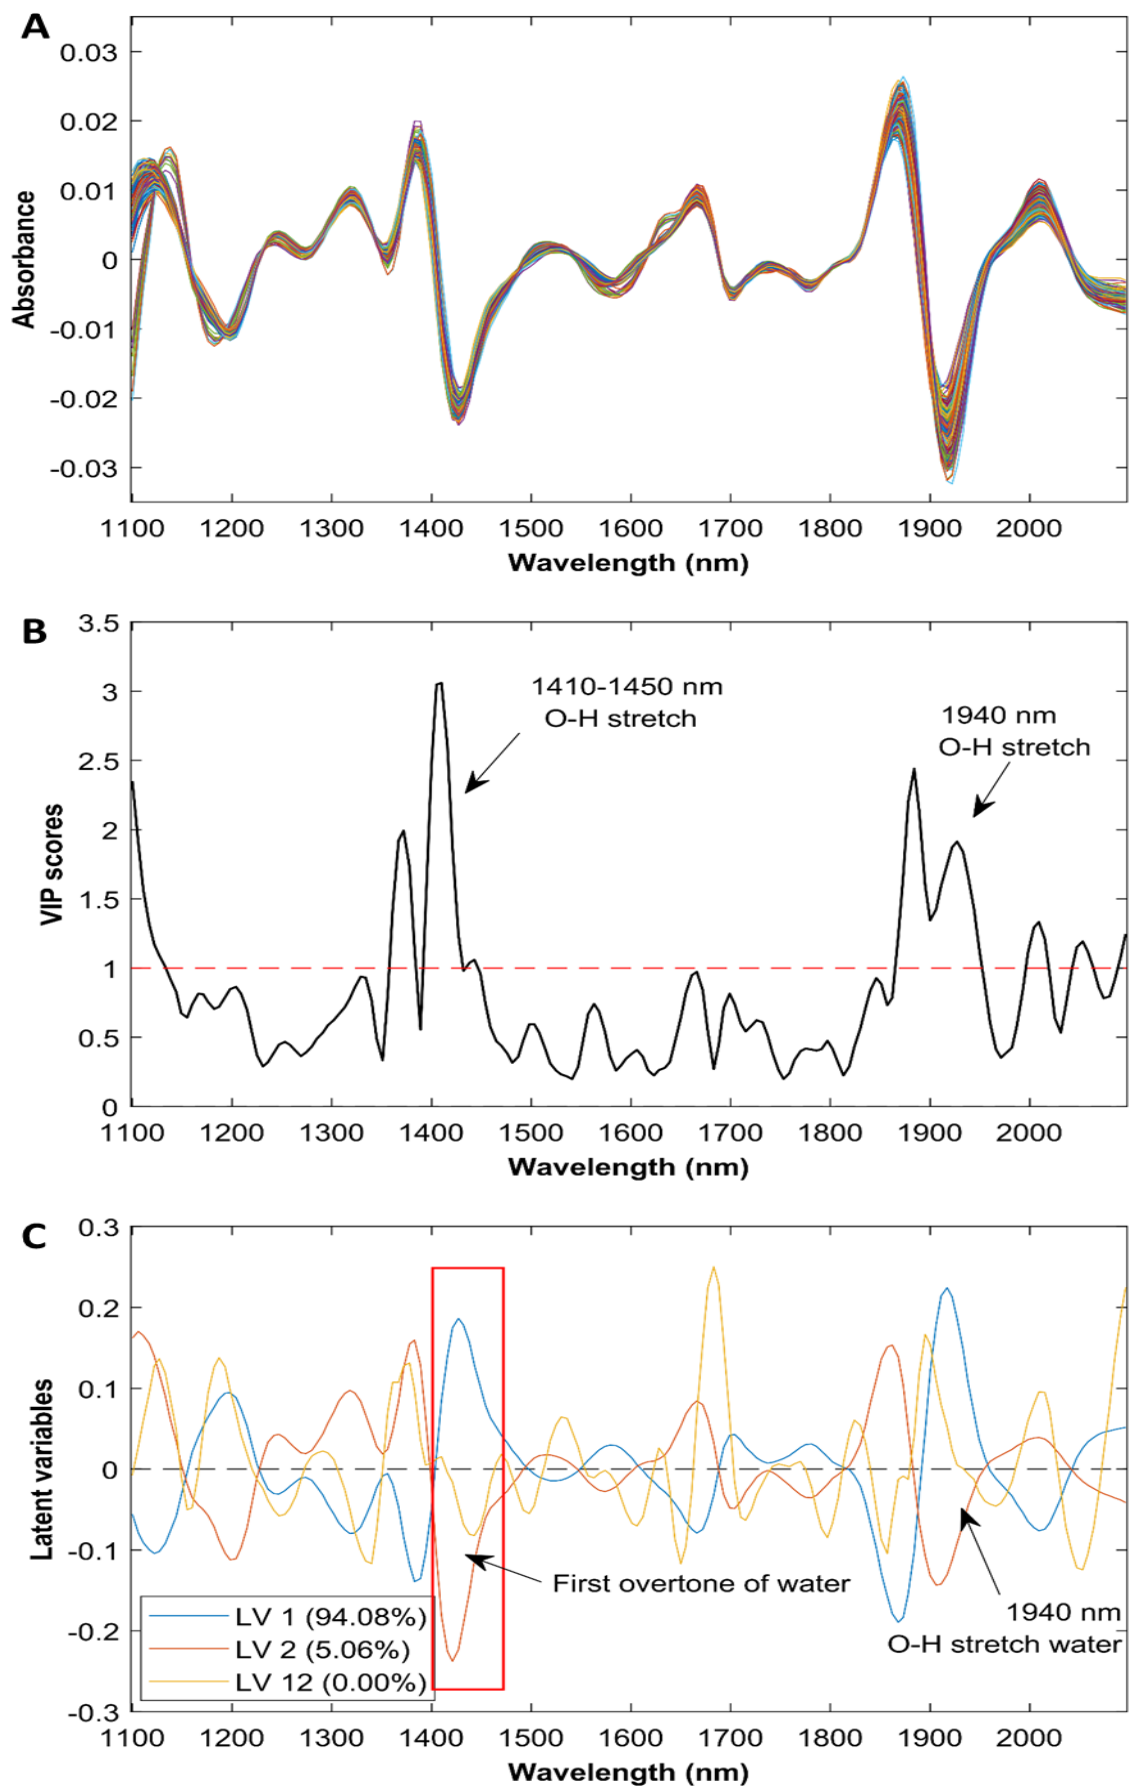 A
0.03
0.02
0.01
0
-0.01
-0.02
-0.03
Absorbance
1100 1200 1300 1400 1500 1600 1700 1800 1900 2000
Wavelength (nm)
B
3.5
3
2.5
2
1.5
1
0.5
0
VIP scores
1410-1450 nm
O-H stretch
1940 nm
O-H stretch
1100 1200 1300 1400 1500 1600 1700 1800 1900 2000
Wavelength (nm)
C
0.3
0.2
0.1
0
-0.1
-0.2
-0.3
Latent variables
First overtone of water
1940 nm
O-H stretch water
LV 1 (94.08%)
LV 2 (5.06%)
LV 12 (0.00%)
1100 1200 1300 1400 1500 1600 1700 1800 1900 2000
Wavelength (nm)